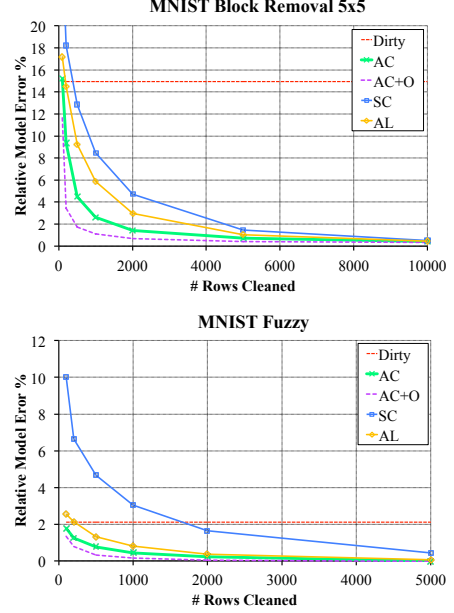 MNIST Block Removal 5x5
Relative Model Error %
20
18
16
14
12
10
8
6
4
2
0
0 2000 4000 6000 8000 10000
# Rows Cleaned
Dirty
AC
AC+O
SC
AL
MNIST Fuzzy
Relative Model Error %
12
10
8
6
4
2
0
0 1000 2000 3000 4000 5000
# Rows Cleaned
Dirty
AC
AC+O
SC
AL